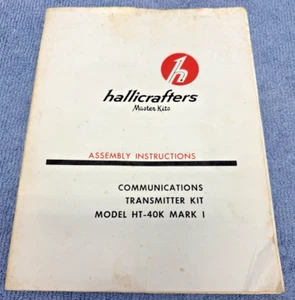 h
hallicrafters
Master Kits
ASSEMBLY INSTRUCTIONS
COMMUNICATIONS
TRANSMITTER KIT
MODEL HT-40K MARK I